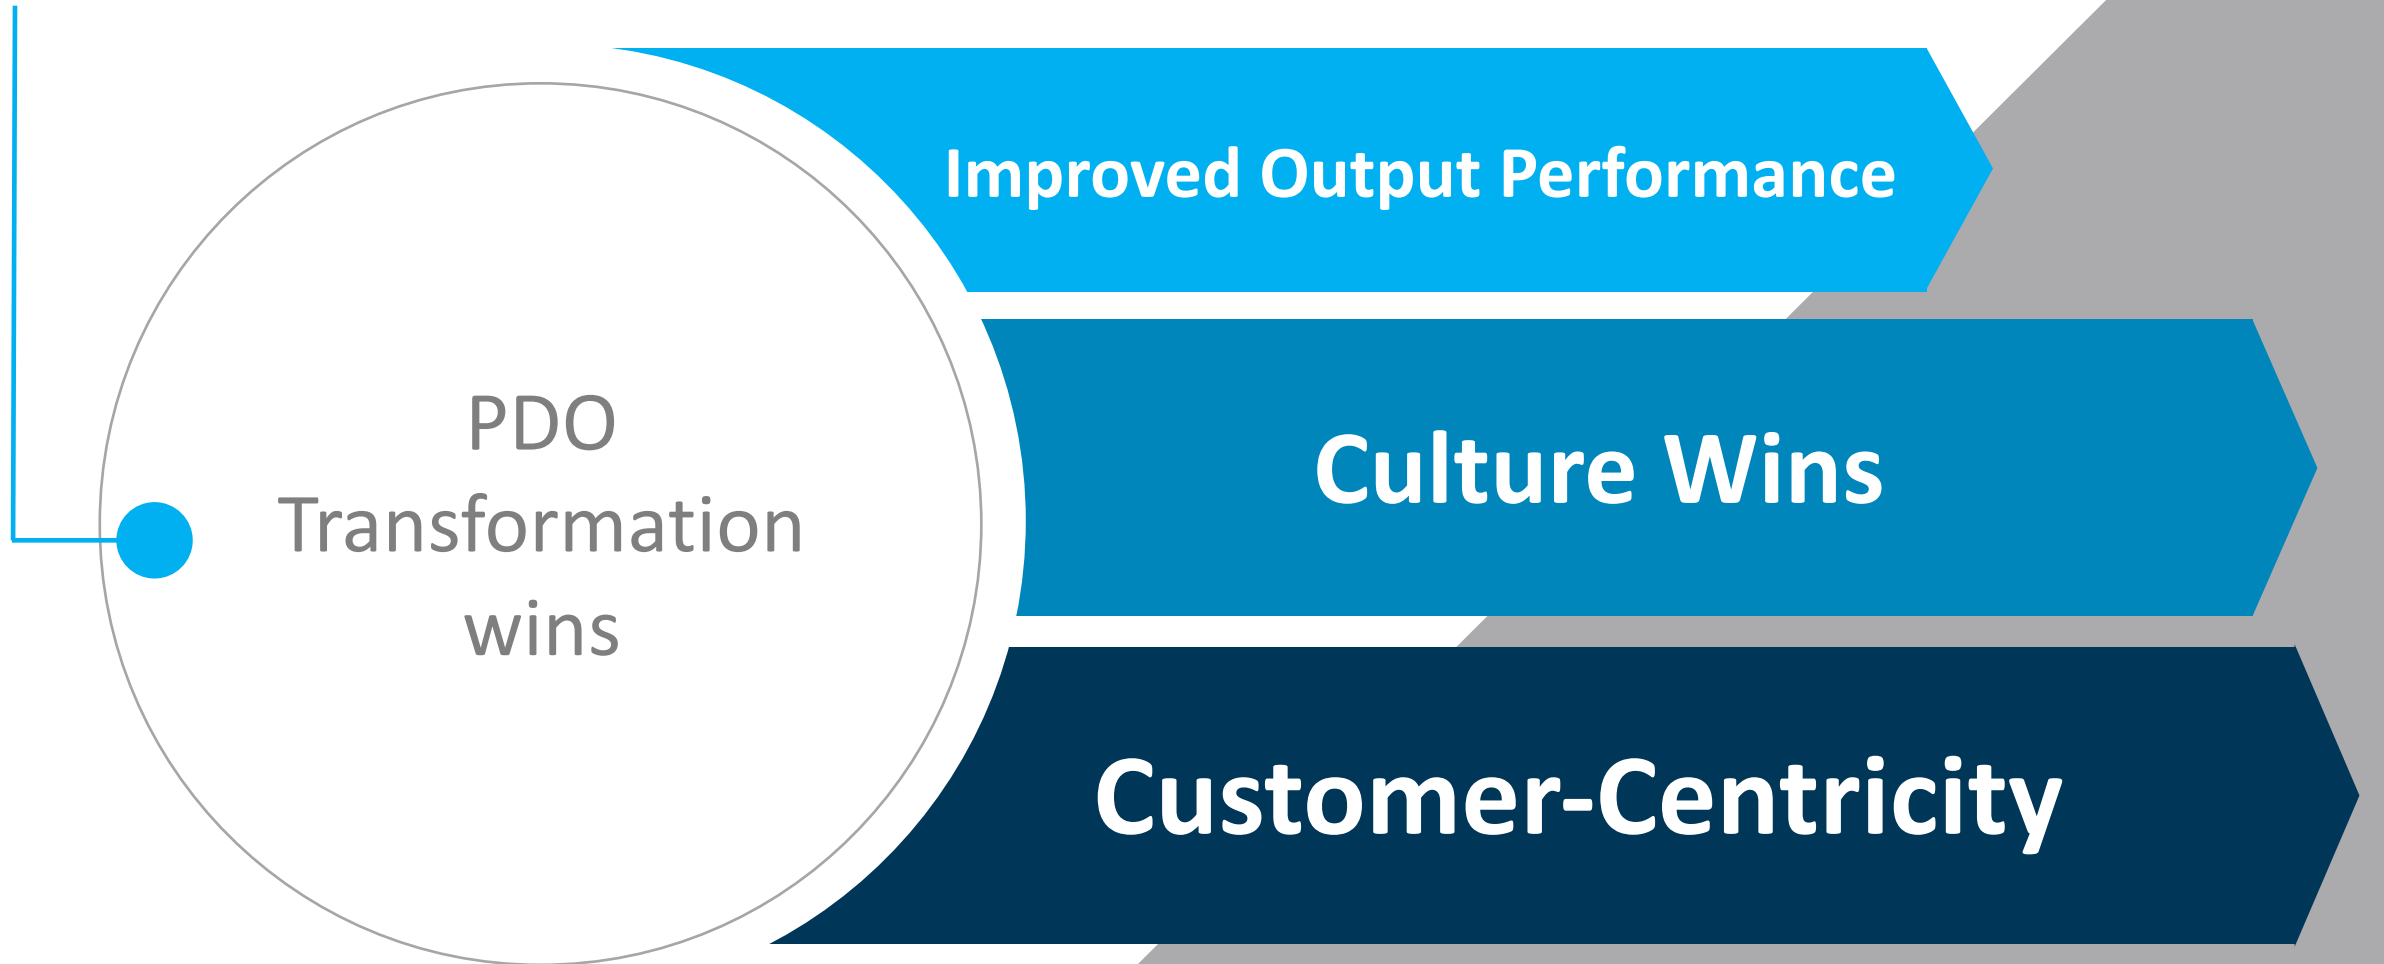 PDO
Transformation
wins
Improved Output Performance
Culture Wins
Customer-Centricity